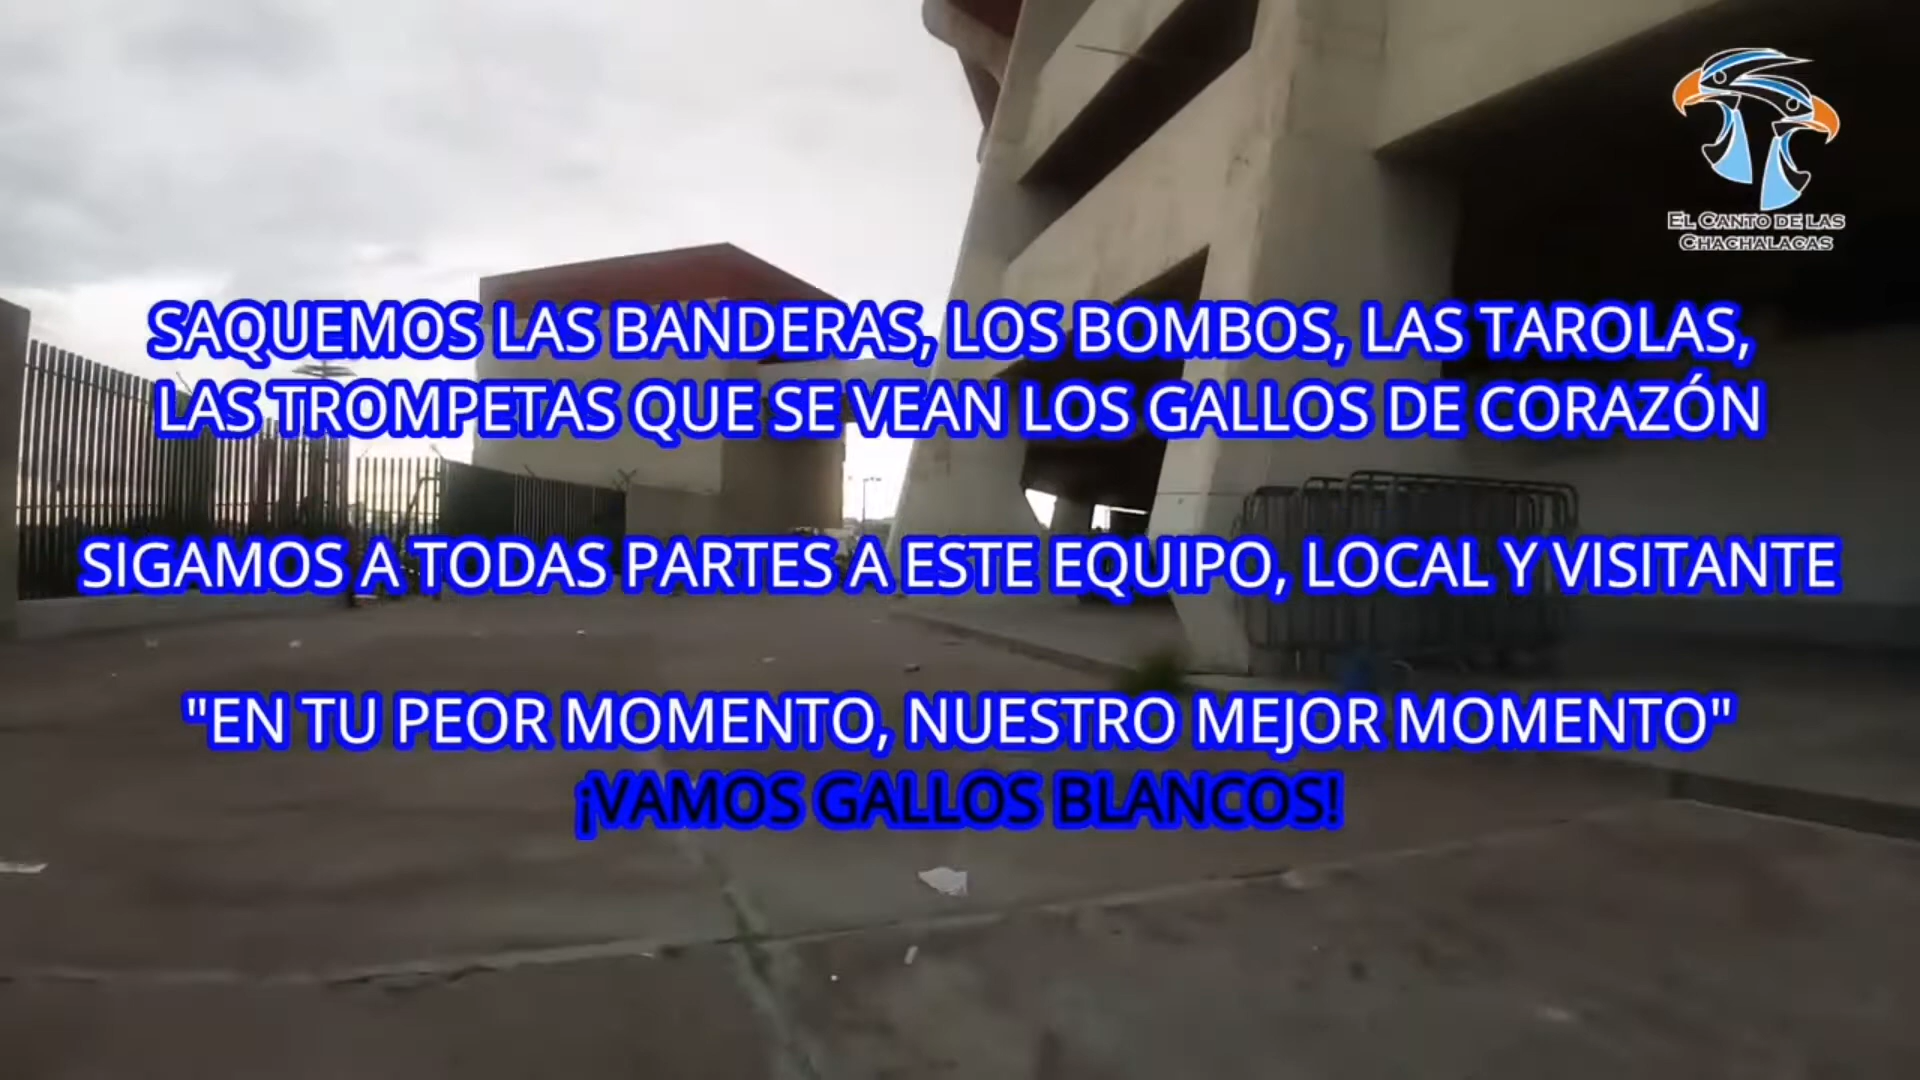 EL CANTO DE LAS
CHACHALACAS
SAQUEMOS LAS BANDERAS, LOS BOMBOS, LAS TAROLAS,
LAS TROMPETAS QUE SE VEAN LOS GALLOS DE CORAZÓN
SIGAMOS A TODAS PARTES A ESTE EQUIPO, LOCAL Y VISITANTE
"EN TU PEOR MOMENTO, NUESTRO MEJOR MOMENTO"
¡VAMOS GALLOS BLANCOS!